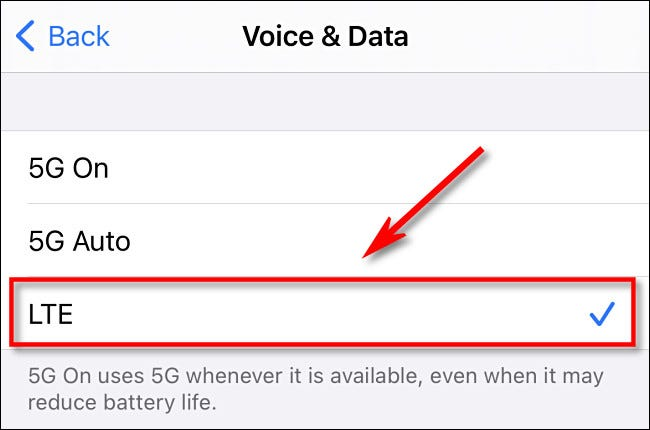 Back
Voice & Data
5G On
5G Auto
LTE
5G On uses 5G whenever it is available, even when it may
reduce battery life.